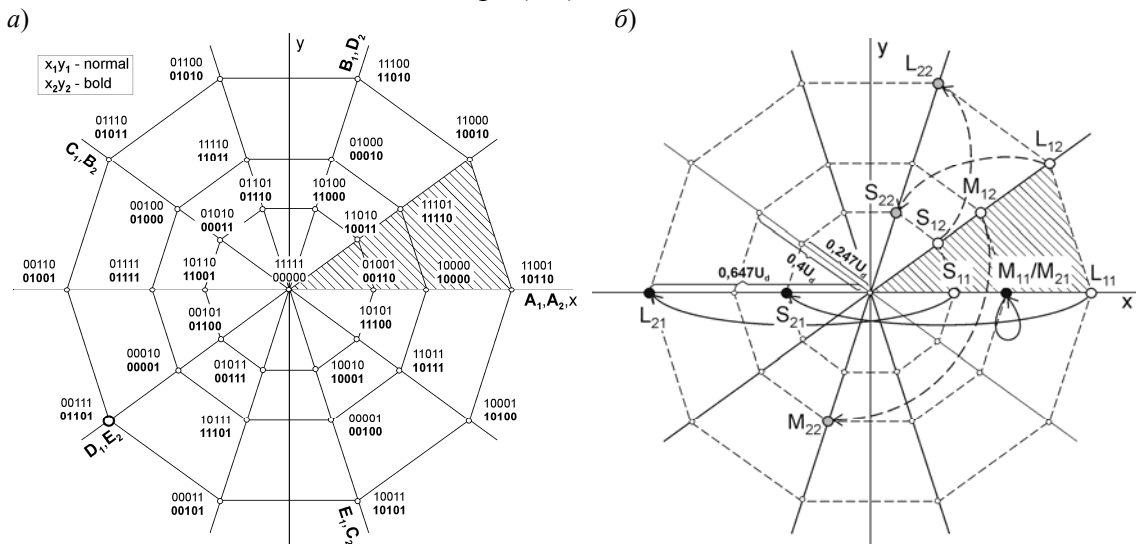 а)
y
x₁y₁ - normal
x₂y₂ - bold
B₁,D₂
01100
01010
11100
11010
01110
01011
C₁,B₂
11110
11011
01000
00010
11000
10010
00100
01000
01101
01110
10100
11000
11101
11110
01010
00011
11010
10011
00110
01001
01111
01111
10110
11001
11111
00000
01001
00110
10000
10000
11001
10110
A₁,A₂,x
00101
01100
10101
11100
00010
00001
01011
00111
10010
10001
11011
10111
00111
01101
D₁,E₂
10111
11101
00001
00100
10001
10100
00011
00101
E₁,C₂
10011
10101
б)
y
L₂₂
L₁₂
S₂₂
M₁₂
S₁₂
0,247U_d
0,4U_d
0,647U_d
S₁₁
M₁₁/M₂₁
L₁₁
L₂₁
S₂₁
x
M₂₂